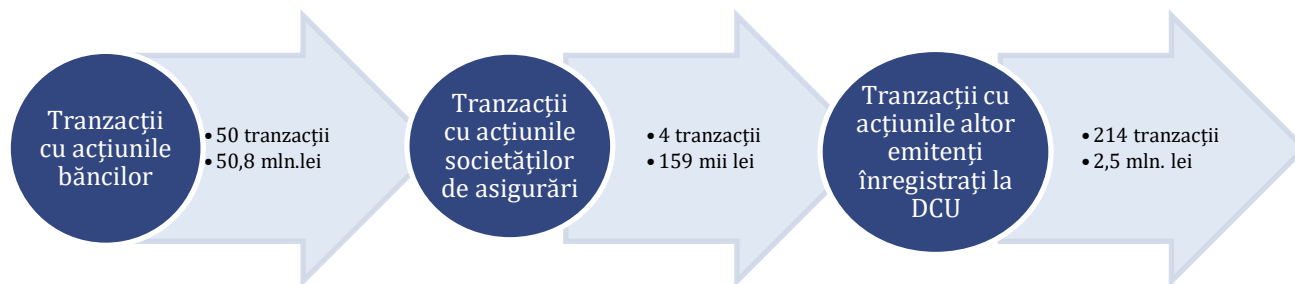 Tranzacții
cu acțiunile
băncilor
•50 tranzacții
•50,8 mln.lei
Tranzacții
cu acțiunile
societăților
de asigurări
•4 tranzacții
•159 mii lei
Tranzacții cu
acțiunile altor
emitenți
înregistrați la
DCU
•214 tranzacții
•2,5 mln. lei